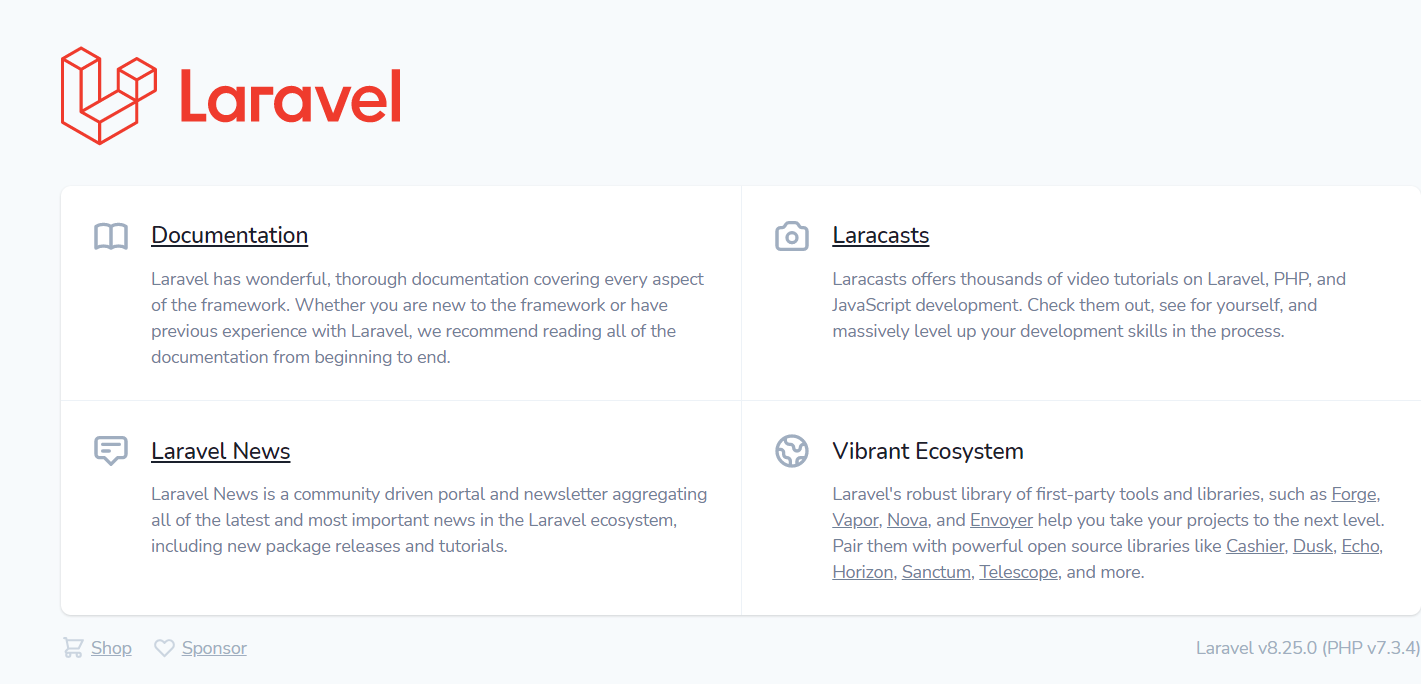 Laravel
Documentation
Laravel has wonderful, thorough documentation covering every aspect
of the framework. Whether you are new to the framework or have
previous experience with Laravel, we recommend reading all of the
documentation from beginning to end.
Laracasts
Laracasts offers thousands of video tutorials on Laravel, PHP, and
JavaScript development. Check them out, see for yourself, and
massively level up your development skills in the process.
Laravel News
Laravel News is a community driven portal and newsletter aggregating
all of the latest and most important news in the Laravel ecosystem,
including new package releases and tutorials.
Vibrant Ecosystem
Laravel's robust library of first-party tools and libraries, such as Forge,
Vapor, Nova, and Envoyer help you take your projects to the next level.
Pair them with powerful open source libraries like Cashier, Dusk, Echo,
Horizon, Sanctum, Telescope, and more.
Shop Sponsor
Laravel v8.25.0 (PHP v7.3.4)